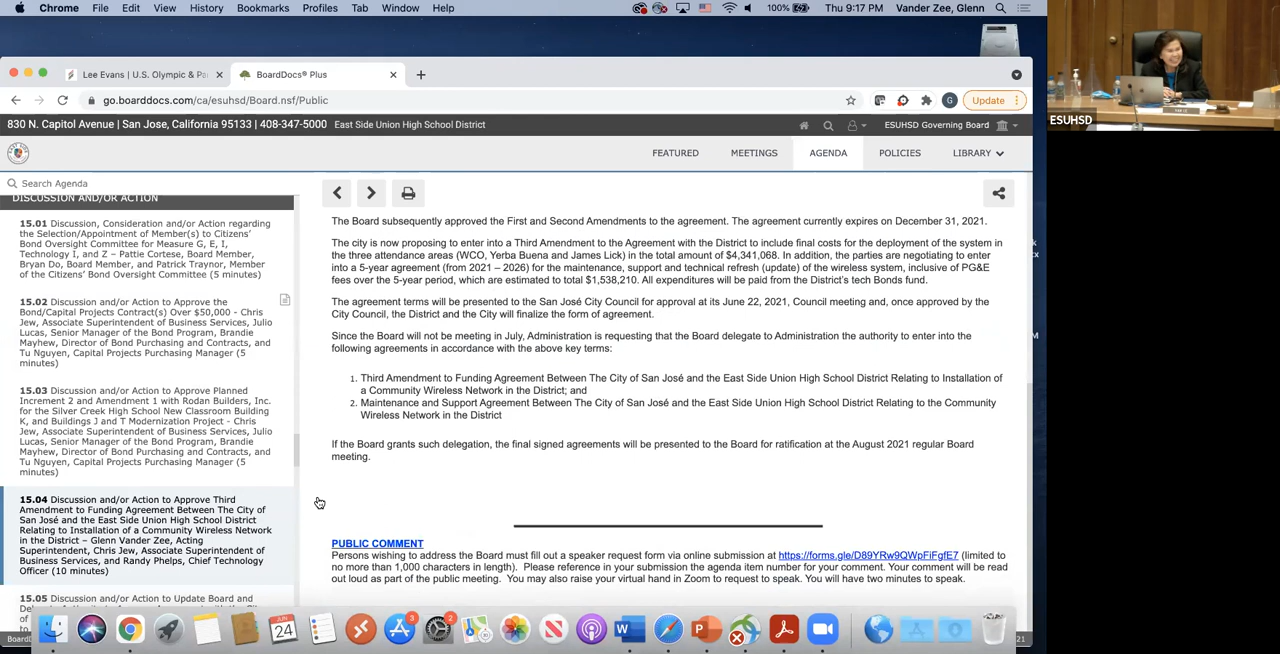 Chrome File Edit View History Bookmarks Profiles Tab Window Help 100% Thu 9:17 PM Vander Zee, Glenn
Lee Evans | U.S. Olympic & Pa
BoardDocs® Plus
go.boarddocs.com/ca/esuhsd/Board.nsf/Public
G
Update
830 N. Capitol Avenue | San Jose, California 95133 | 408-347-5000 East Side Union High School District
ESUHSD Governing Board
FEATURED MEETINGS AGENDA POLICIES LIBRARY
Search Agenda
DISCUSSION AND/OR ACTION
15.01 Discussion, Consideration and/or Action regarding
the Selection/Appointment of Member(s) to Citizens'
Bond Oversight Committee for Measure G, E, I,
Technology I, and Z – Pattie Cortese, Board Member,
Bryan Do, Board Member, and Patrick Traynor, Member
of the Citizens' Bond Oversight Committee (5 minutes)
15.02 Discussion and/or Action to Approve the
Bond/Capital Projects Contract(s) Over $50,000 - Chris
Jew, Associate Superintendent of Business Services, Julio
Lucas, Senior Manager of the Bond Program, Brandie
Mayhew, Director of Bond Purchasing and Contracts, and
Tu Nguyen, Capital Projects Purchasing Manager (5
minutes)
15.03 Discussion and/or Action to Approve Planned
Increment 2 and Amendment 1 with Rodan Builders, Inc.
for the Silver Creek High School New Classroom Building
K, and Buildings J and T Modernization Project - Chris
Jew, Associate Superintendent of Business Services, Julio
Lucas, Senior Manager of the Bond Program, Brandie
Mayhew, Director of Bond Purchasing and Contracts, and
Tu Nguyen, Capital Projects Purchasing Manager (5
minutes)
15.04 Discussion and/or Action to Approve Third
Amendment to Funding Agreement Between The City of
San José and the East Side Union High School District
Relating to Installation of a Community Wireless Network
in the District – Glenn Vander Zee, Acting
Superintendent, Chris Jew, Associate Superintendent of
Business Services, and Randy Phelps, Chief Technology
Officer (10 minutes)
15.05 Discussion and/or Action to Update Board and
The Board subsequently approved the First and Second Amendments to the agreement. The agreement currently expires on December 31, 2021.
The city is now proposing to enter into a Third Amendment to the Agreement with the District to include final costs for the deployment of the system in
the three attendance areas (WCO, Yerba Buena and James Lick) in the total amount of $4,341,068. In addition, the parties are negotiating to enter
into a 5-year agreement (from 2021 – 2026) for the maintenance, support and technical refresh (update) of the wireless system, inclusive of PG&E
fees over the 5-year period, which are estimated to total $1,538,210. All expenditures will be paid from the District's tech Bonds fund.
The agreement terms will be presented to the San José City Council for approval at its June 22, 2021, Council meeting and, once approved by the
City Council, the District and the City will finalize the form of agreement.
Since the Board will not be meeting in July, Administration is requesting that the Board delegate to Administration the authority to enter into the
following agreements in accordance with the above key terms:
1. Third Amendment to Funding Agreement Between The City of San José and the East Side Union High School District Relating to Installation of
a Community Wireless Network in the District; and
2. Maintenance and Support Agreement Between The City of San José and the East Side Union High School District Relating to the Community
Wireless Network in the District
If the Board grants such delegation, the final signed agreements will be presented to the Board for ratification at the August 2021 regular Board
meeting.
PUBLIC COMMENT
Persons wishing to address the Board must fill out a speaker request form via online submission at https://forms.gle/D89YRw9QWpFiFgfE7 (limited to
no more than 1,000 characters in length). Please reference in your submission the agenda item number for your comment. Your comment will be read
out loud as part of the public meeting. You may also raise your virtual hand in Zoom to request to speak. You will have two minutes to speak.
JUN
24
3
2
W
P
BoardD
21
ESUHSD